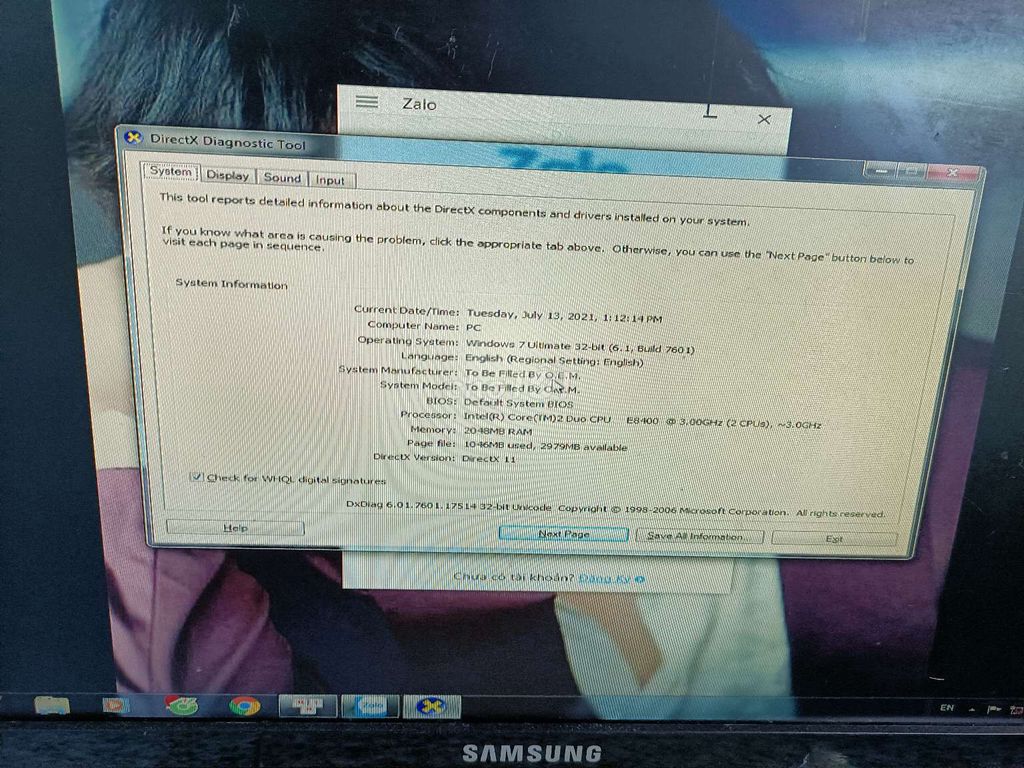 Zalo
DirectX Diagnostic Tool
System Display Sound Input
This tool reports detailed information about the DirectX components and drivers installed on your system.
If you know what area is causing the problem, click the appropriate tab above. Otherwise, you can use the "Next Page" button below to
visit each page in sequence.
System Information
Current Date/Time: Tuesday, July 13, 2021, 1:12:14 PM
Computer Name: PC
Operating System: Windows 7 Ultimate 32-bit (6.1, Build 7601)
Language: English (Regional Setting: English)
System Manufacturer: To Be Filled By O.E.M.
System Model: To Be Filled By O.E.M.
BIOS: Default System BIOS
Processor: Intel(R) Core(TM)2 Duo CPU E8400 @ 3.00GHz (2 CPUs), ~3.0GHz
Memory: 2048MB RAM
Page file: 1046MB used, 2979MB available
DirectX Version: DirectX 11
Check for WHQL digital signatures
DxDiag 6.01.7601.17514 32-bit Unicode Copyright © 1998-2006 Microsoft Corporation. All rights reserved.
Help Next Page Save All Information... Exit
Chưa có tài khoản? Đăng Ký
Zalo
EN
SAMSUNG